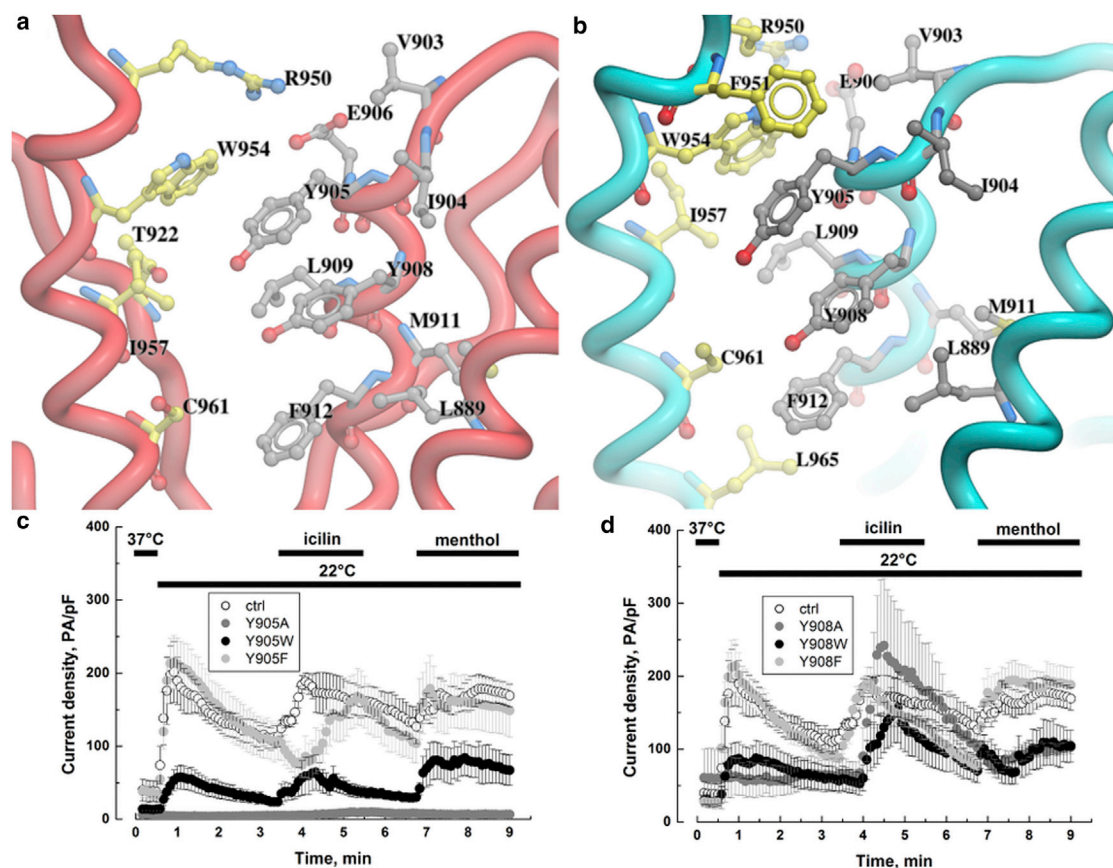 a
R950
V903
E906
W954
Y905
I904
T922
L909
Y908
M911
I957
C961
F912
L889
b
R950
V903
F951
E906
W954
Y905
I904
I957
L909
M911
Y908
L889
C961
F912
L965
c
400
300
200
100
0
Current density, PA/pF
37°C
icilin
menthol
22°C
ctrl
Y905A
Y905W
Y905F
0 1 2 3 4 5 6 7 8 9
Time, min
d
400
300
200
100
0
Current density, PA/pF
37°C
icilin
menthol
22°C
ctrl
Y908A
Y908W
Y908F
0 1 2 3 4 5 6 7 8 9
Time, min